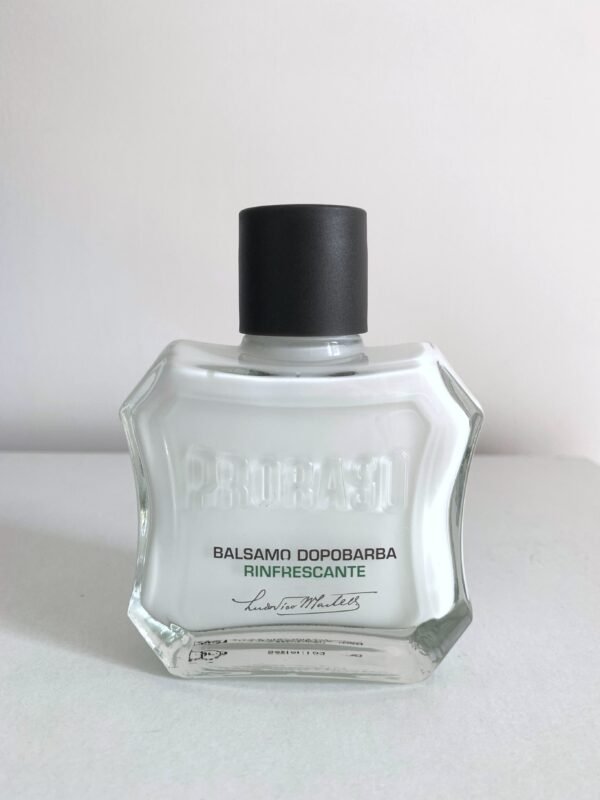 PRORASO
BALSAMO DOPOBARBA
RINFRESCANTE
Ludovico Martelli